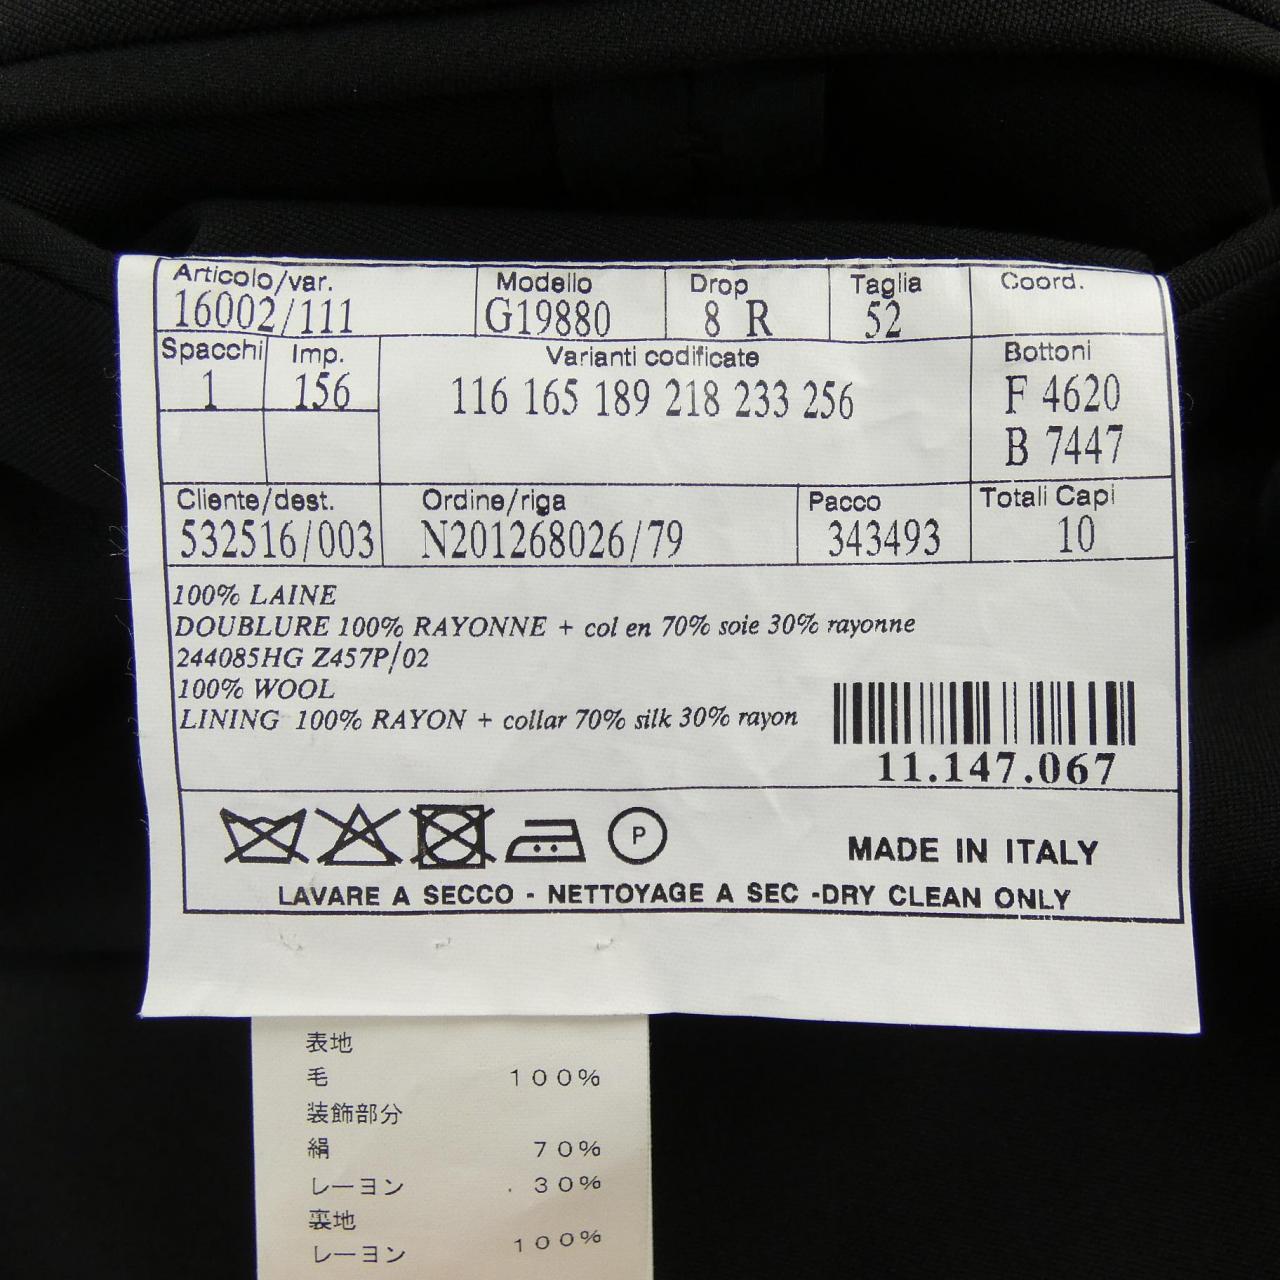 Articolo/var. Modello Drop Taglia Coord.
16002/111 G19880 8 R 52
Spacchi Imp. Varianti codificate Bottoni
1 156 116 165 189 218 233 256 F 4620
B 7447
Cliente/dest. Ordine/riga Pacco Totali Capi
532516/003 N201268026/79 343493 10
100% LAINE
DOUBLURE 100% RAYONNE + col en 70% soie 30% rayonne
244085HG Z457P/02
100% WOOL
LINING 100% RAYON + collar 70% silk 30% rayon
11.147.067
P
MADE IN ITALY
LAVARE A SECCO - NETTOYAGE A SEC -DRY CLEAN ONLY
表地
毛 100%
装飾部分
絹 70%
レーヨン 30%
裏地
レーヨン 100%